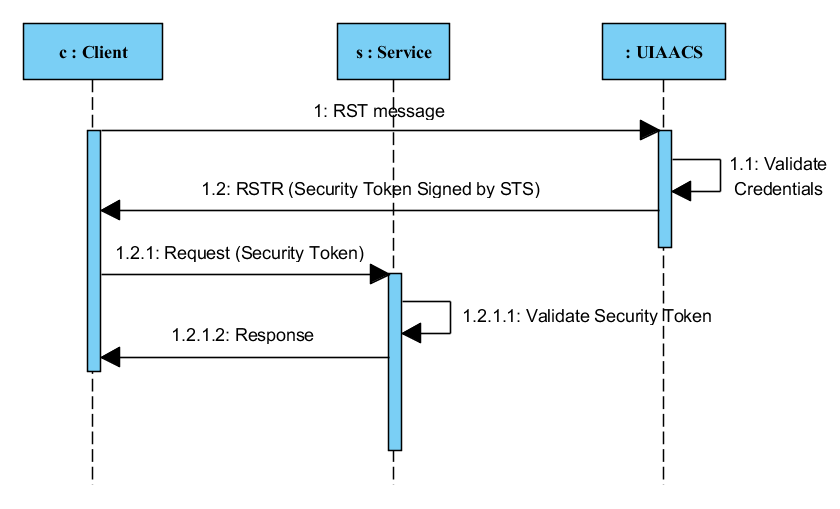 c : Client
s : Service
: UIAACS
1: RST message
1.1: Validate
Credentials
1.2: RSTR (Security Token Signed by STS)
1.2.1: Request (Security Token)
1.2.1.1: Validate Security Token
1.2.1.2: Response